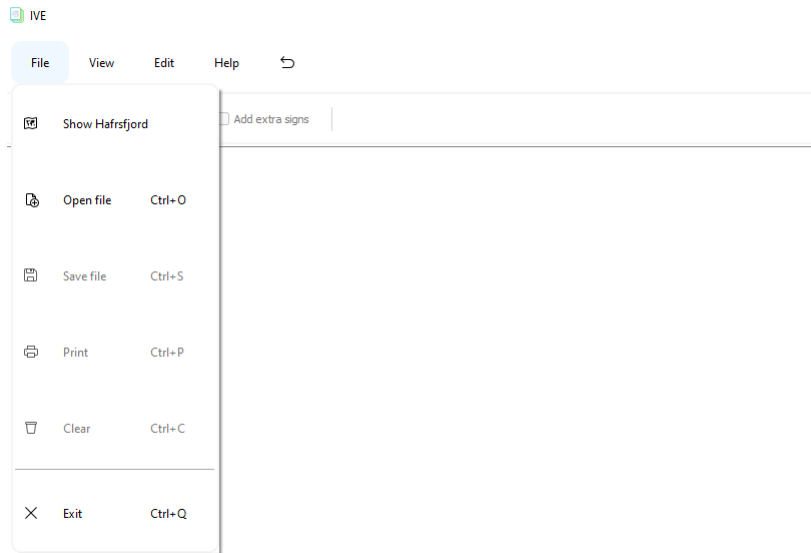 IVE
File View Edit Help
Add extra signs
Show Hafrsfjord
Open file Ctrl+O
Save file Ctrl+S
Print Ctrl+P
Clear Ctrl+C
Exit Ctrl+Q